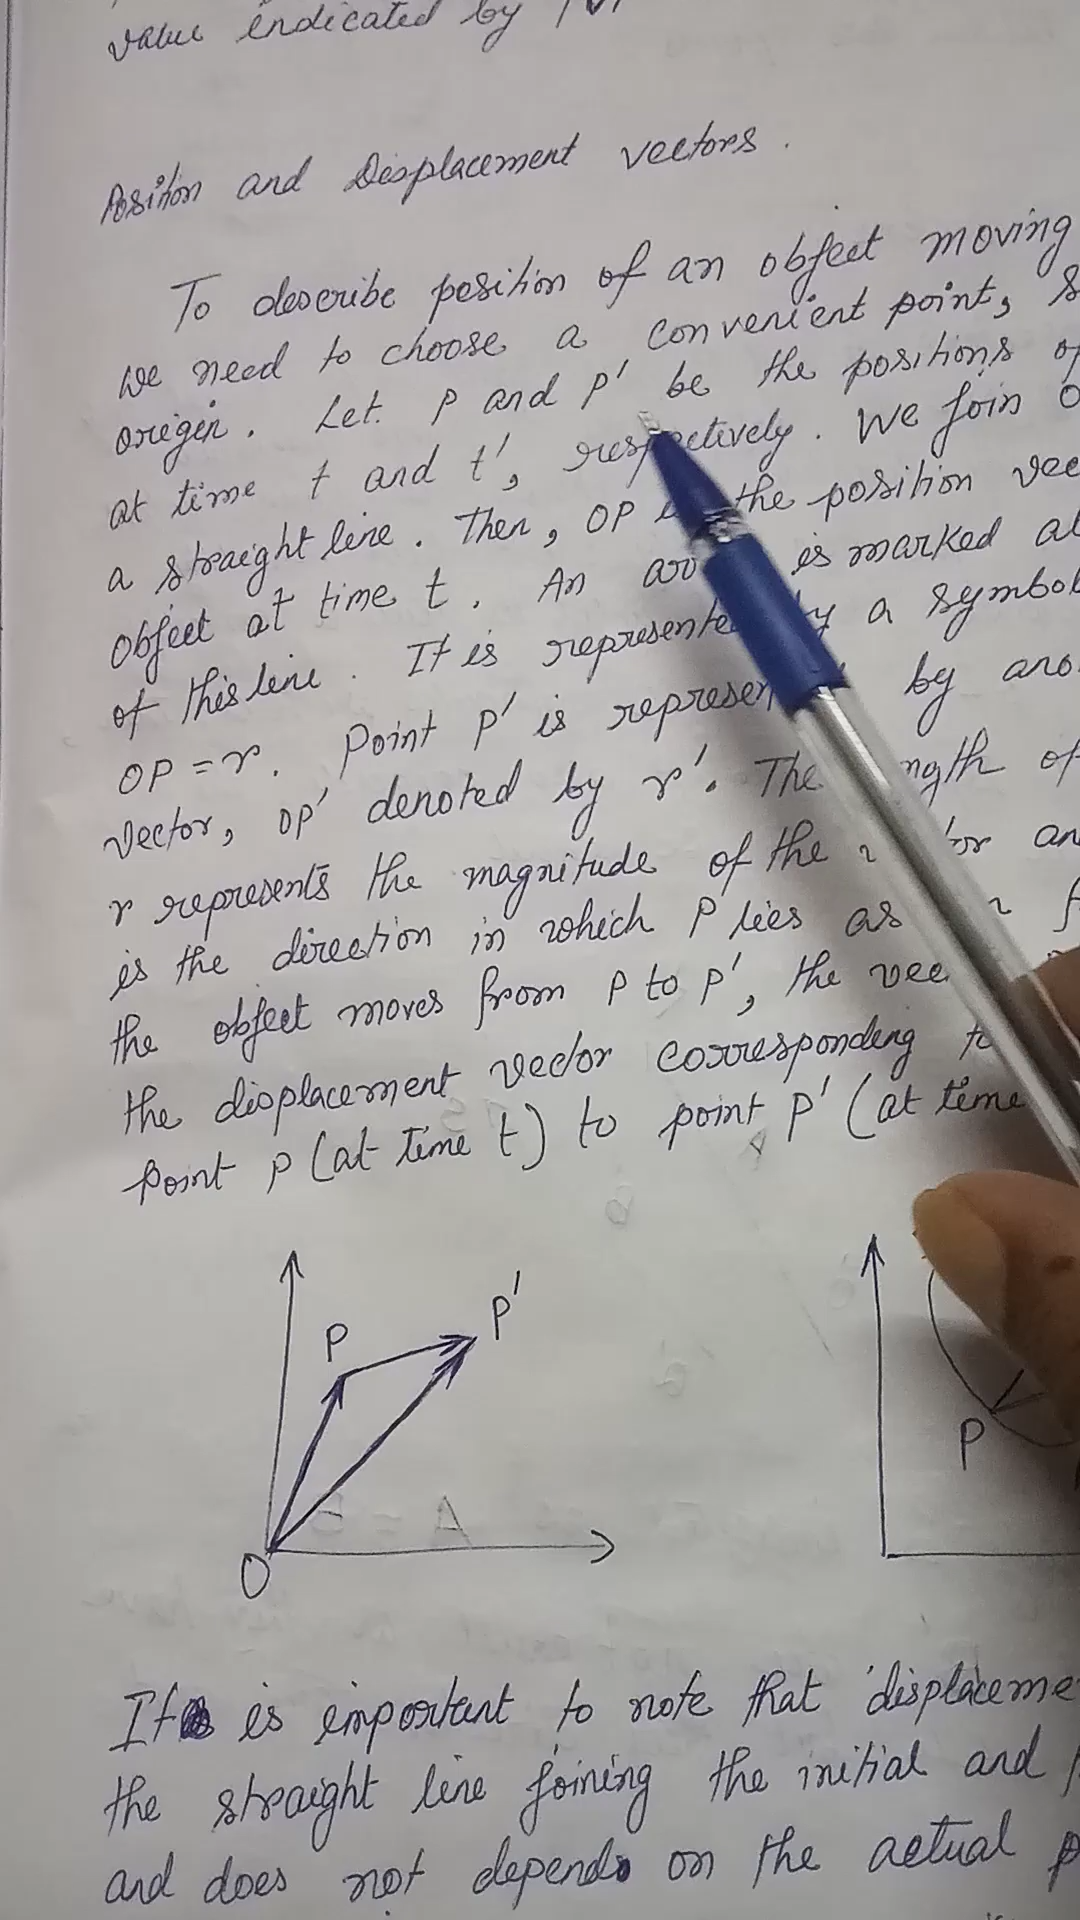 value indicated by |v|
Position and Displacement vectors.
To describe position of an object moving
we need to choose a convenient point, s
origin. Let. P and P' be the positions of
at time t and t', respectively. We join O
a straight line. Then, OP the position vec
object at time t. An is marked at
of this line. It is represented by a symbol
OP = r. Point P' is by
vector, OP' denoted by r'. The of
r represents the magnitude of the
is the direction in which P lies as
the object moves from P to P', the vec
the displacement vector corresponding to
point P (at time t) to point P' (at time
P P'
P
O
It is important to note that displaceme
the straight line joining the initial and
and does not depend on the actual p